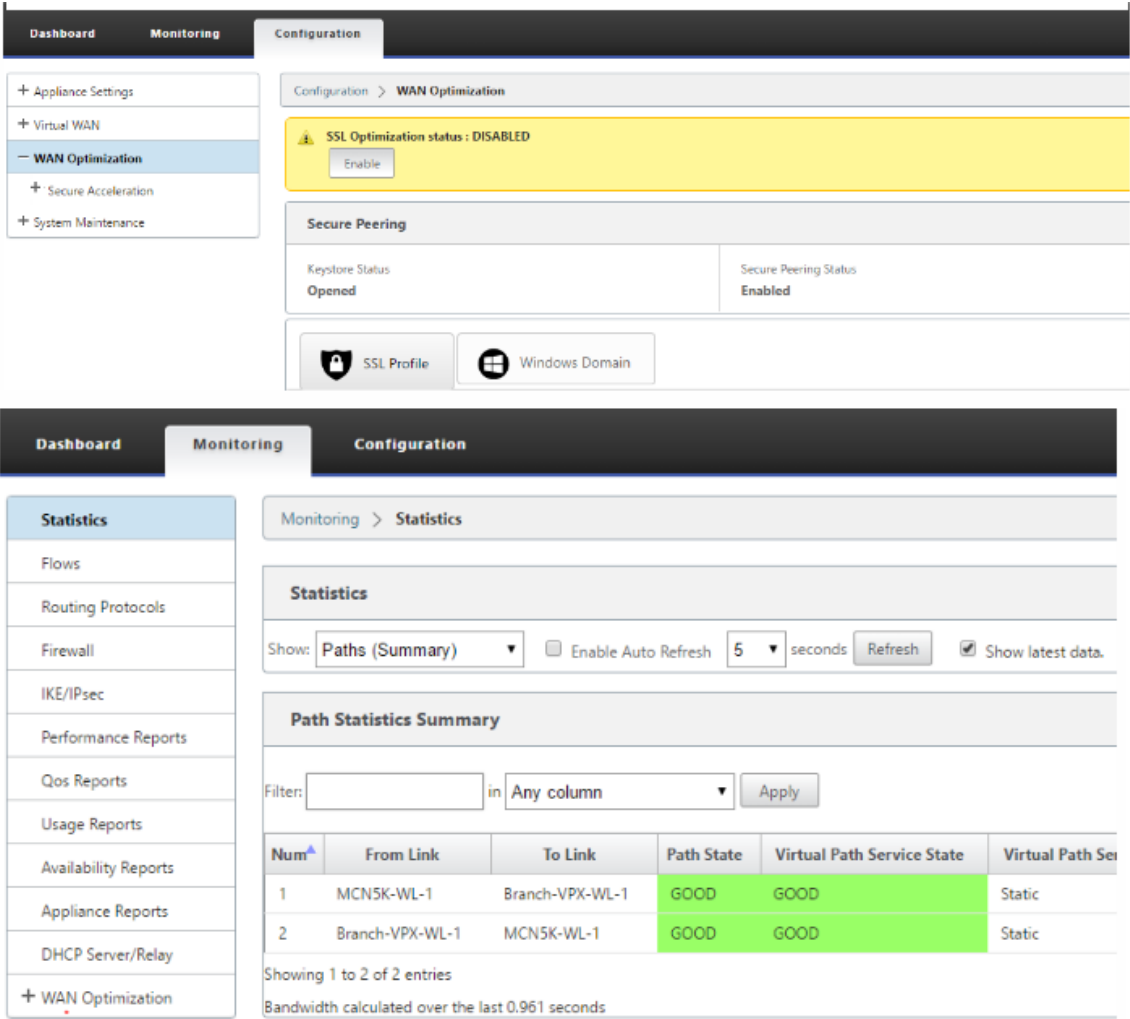 Dashboard Monitoring Configuration
+ Appliance Settings
+ Virtual WAN
− WAN Optimization
+ Secure Acceleration
+ System Maintenance
Configuration > WAN Optimization
SSL Optimization status : DISABLED
Enable
Secure Peering
Keystore Status
Opened
Secure Peering Status
Enabled
SSL Profile
Windows Domain
Dashboard Monitoring Configuration
Statistics
Flows
Routing Protocols
Firewall
IKE/IPsec
Performance Reports
Qos Reports
Usage Reports
Availability Reports
Appliance Reports
DHCP Server/Relay
+ WAN Optimization
Monitoring > Statistics
Statistics
Show: Paths (Summary) Enable Auto Refresh 5 seconds Refresh Show latest data.
Path Statistics Summary
Filter: in Any column Apply
Num From Link To Link Path State Virtual Path Service State Virtual Path Ser
1 MCN5K-WL-1 Branch-VPX-WL-1 GOOD GOOD Static
2 Branch-VPX-WL-1 MCN5K-WL-1 GOOD GOOD Static
Showing 1 to 2 of 2 entries
Bandwidth calculated over the last 0.961 seconds